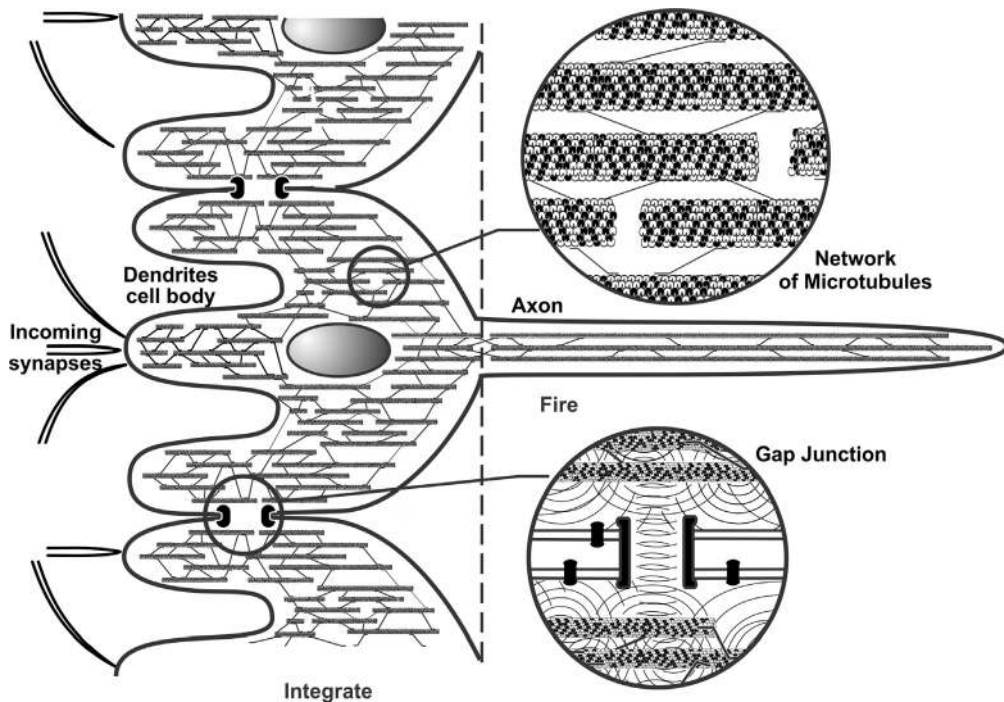 Network
of Microtubules
Dendrites
cell body
Axon
Incoming
synapses
Fire
Gap Junction
Integrate